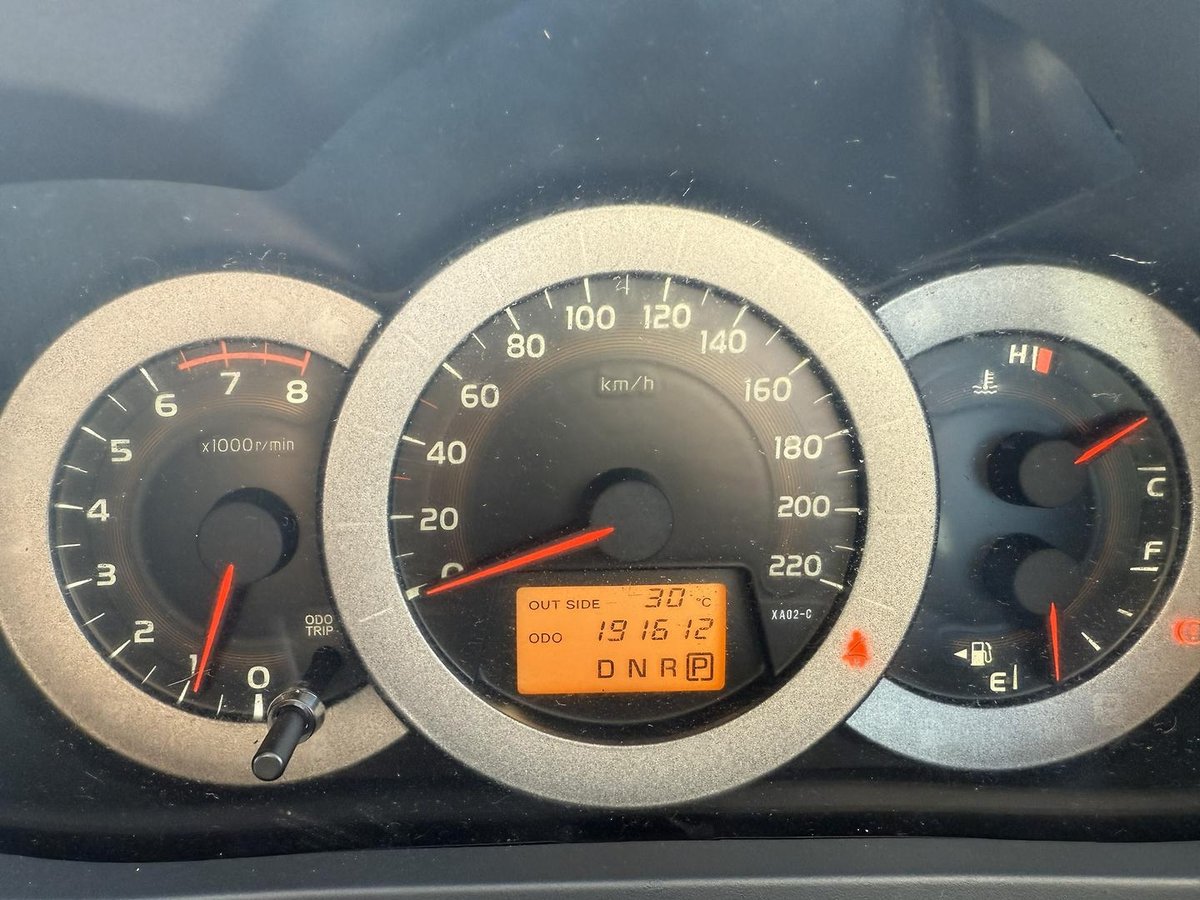 8
7
6
5
4
3
2
1
0
x1000r/min
ODO
TRIP
0
20
40
60
80
100
120
140
160
180
200
220
km/h
OUT SIDE 30 °C
ODO 191612
D N R P
XA02-C
H
C
F
E